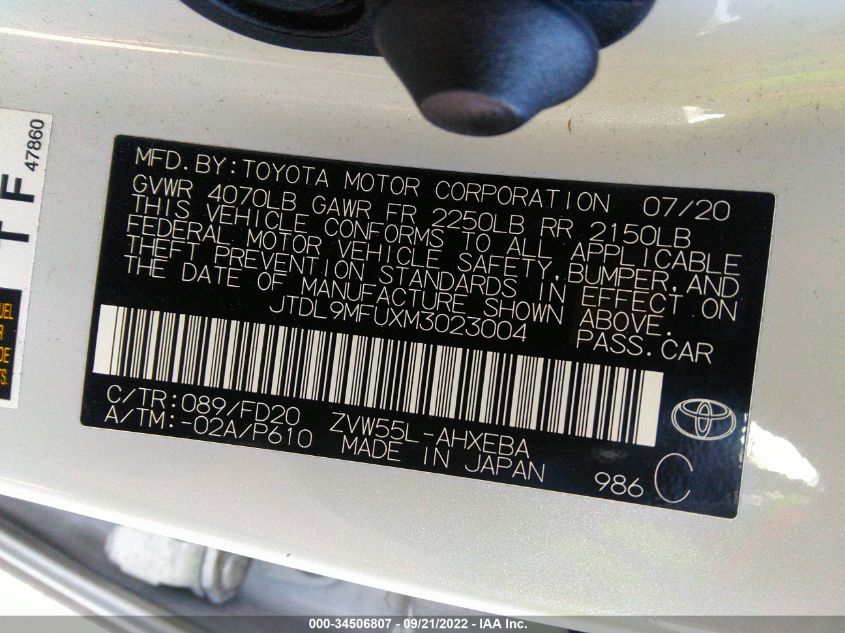 MFD.BY:TOYOTA MOTOR CORPORATION 07/20
GVWR 4070LB GAWR FR 2250LB RR 2150LB
THIS VEHICLE CONFORMS TO ALL APPLICABLE
FEDERAL MOTOR VEHICLE SAFETY,BUMPER,AND
THEFT PREVENTION STANDARDS IN EFFECT ON
THE DATE OF MANUFACTURE SHOWN ABOVE.
JTDL9MFUXM3023004 PASS.CAR
C/TR:089/FD20 ZVW55L-AHXEBA
A/TM:-02A/P610 MADE IN JAPAN
986 C
47860
T F
000-34506807 - 09/21/2022 - IAA Inc.